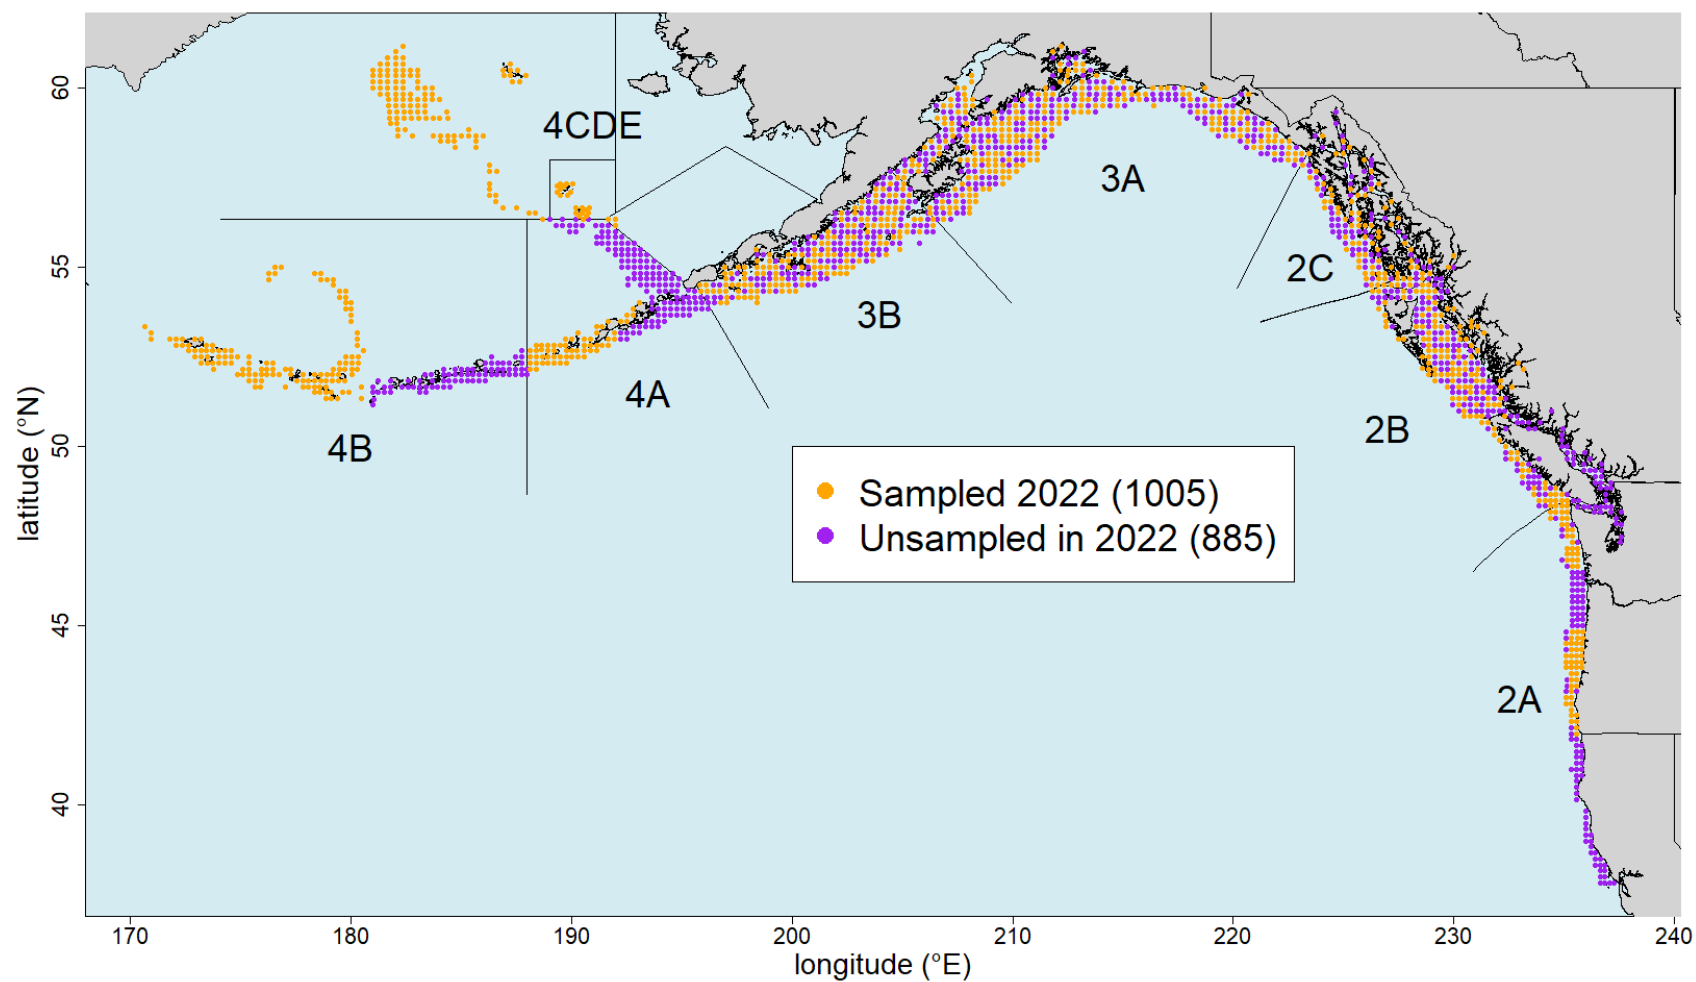 60
55
50
45
40
latitude (°N)
4CDE
3A
2C
3B
4A
2B
4B
2A
Sampled 2022 (1005)
Unsampled in 2022 (885)
170
180
190
200
210
220
230
240
longitude (°E)